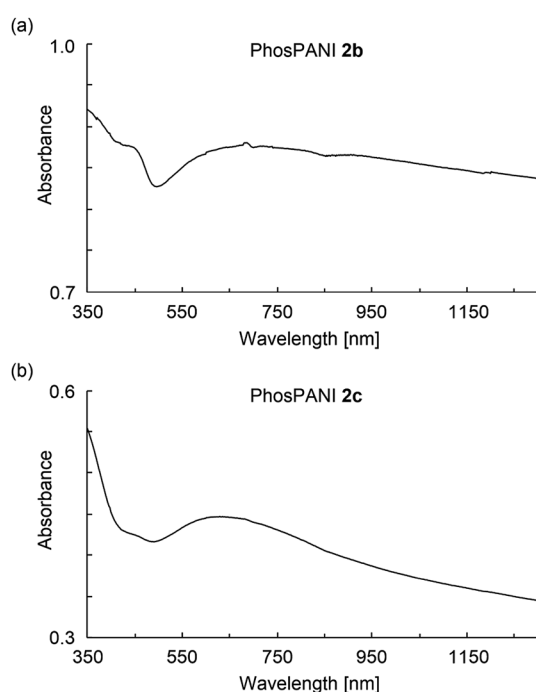 (a)
PhosPANI 2b
1.0
Absorbance
0.7
350 550 750 950 1150
Wavelength [nm]
(b)
PhosPANI 2c
0.6
Absorbance
0.3
350 550 750 950 1150
Wavelength [nm]